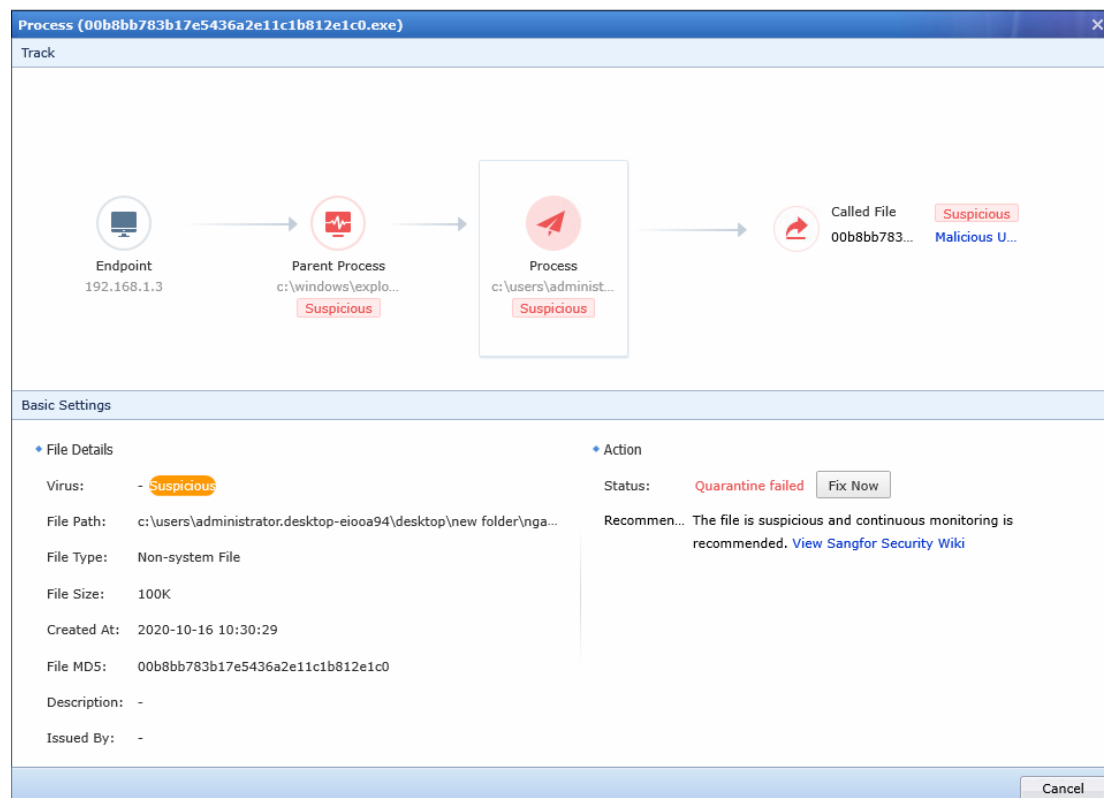 Process (00b8bb783b17e5436a2e11c1b812e1c0.exe)
Track
Endpoint
192.168.1.3
Parent Process
c:\windows\explo...
Suspicious
Process
c:\users\administ...
Suspicious
Called File
Suspicious
00b8bb783...
Malicious U...
Basic Settings
File Details
Virus: - Suspicious
File Path: c:\users\administrator.desktop-eiooa94\desktop\new folder\nga...
File Type: Non-system File
File Size: 100K
Created At: 2020-10-16 10:30:29
File MD5: 00b8bb783b17e5436a2e11c1b812e1c0
Description: -
Issued By: -
Action
Status: Quarantine failed Fix Now
Recommen... The file is suspicious and continuous monitoring is
recommended. View Sangfor Security Wiki
Cancel